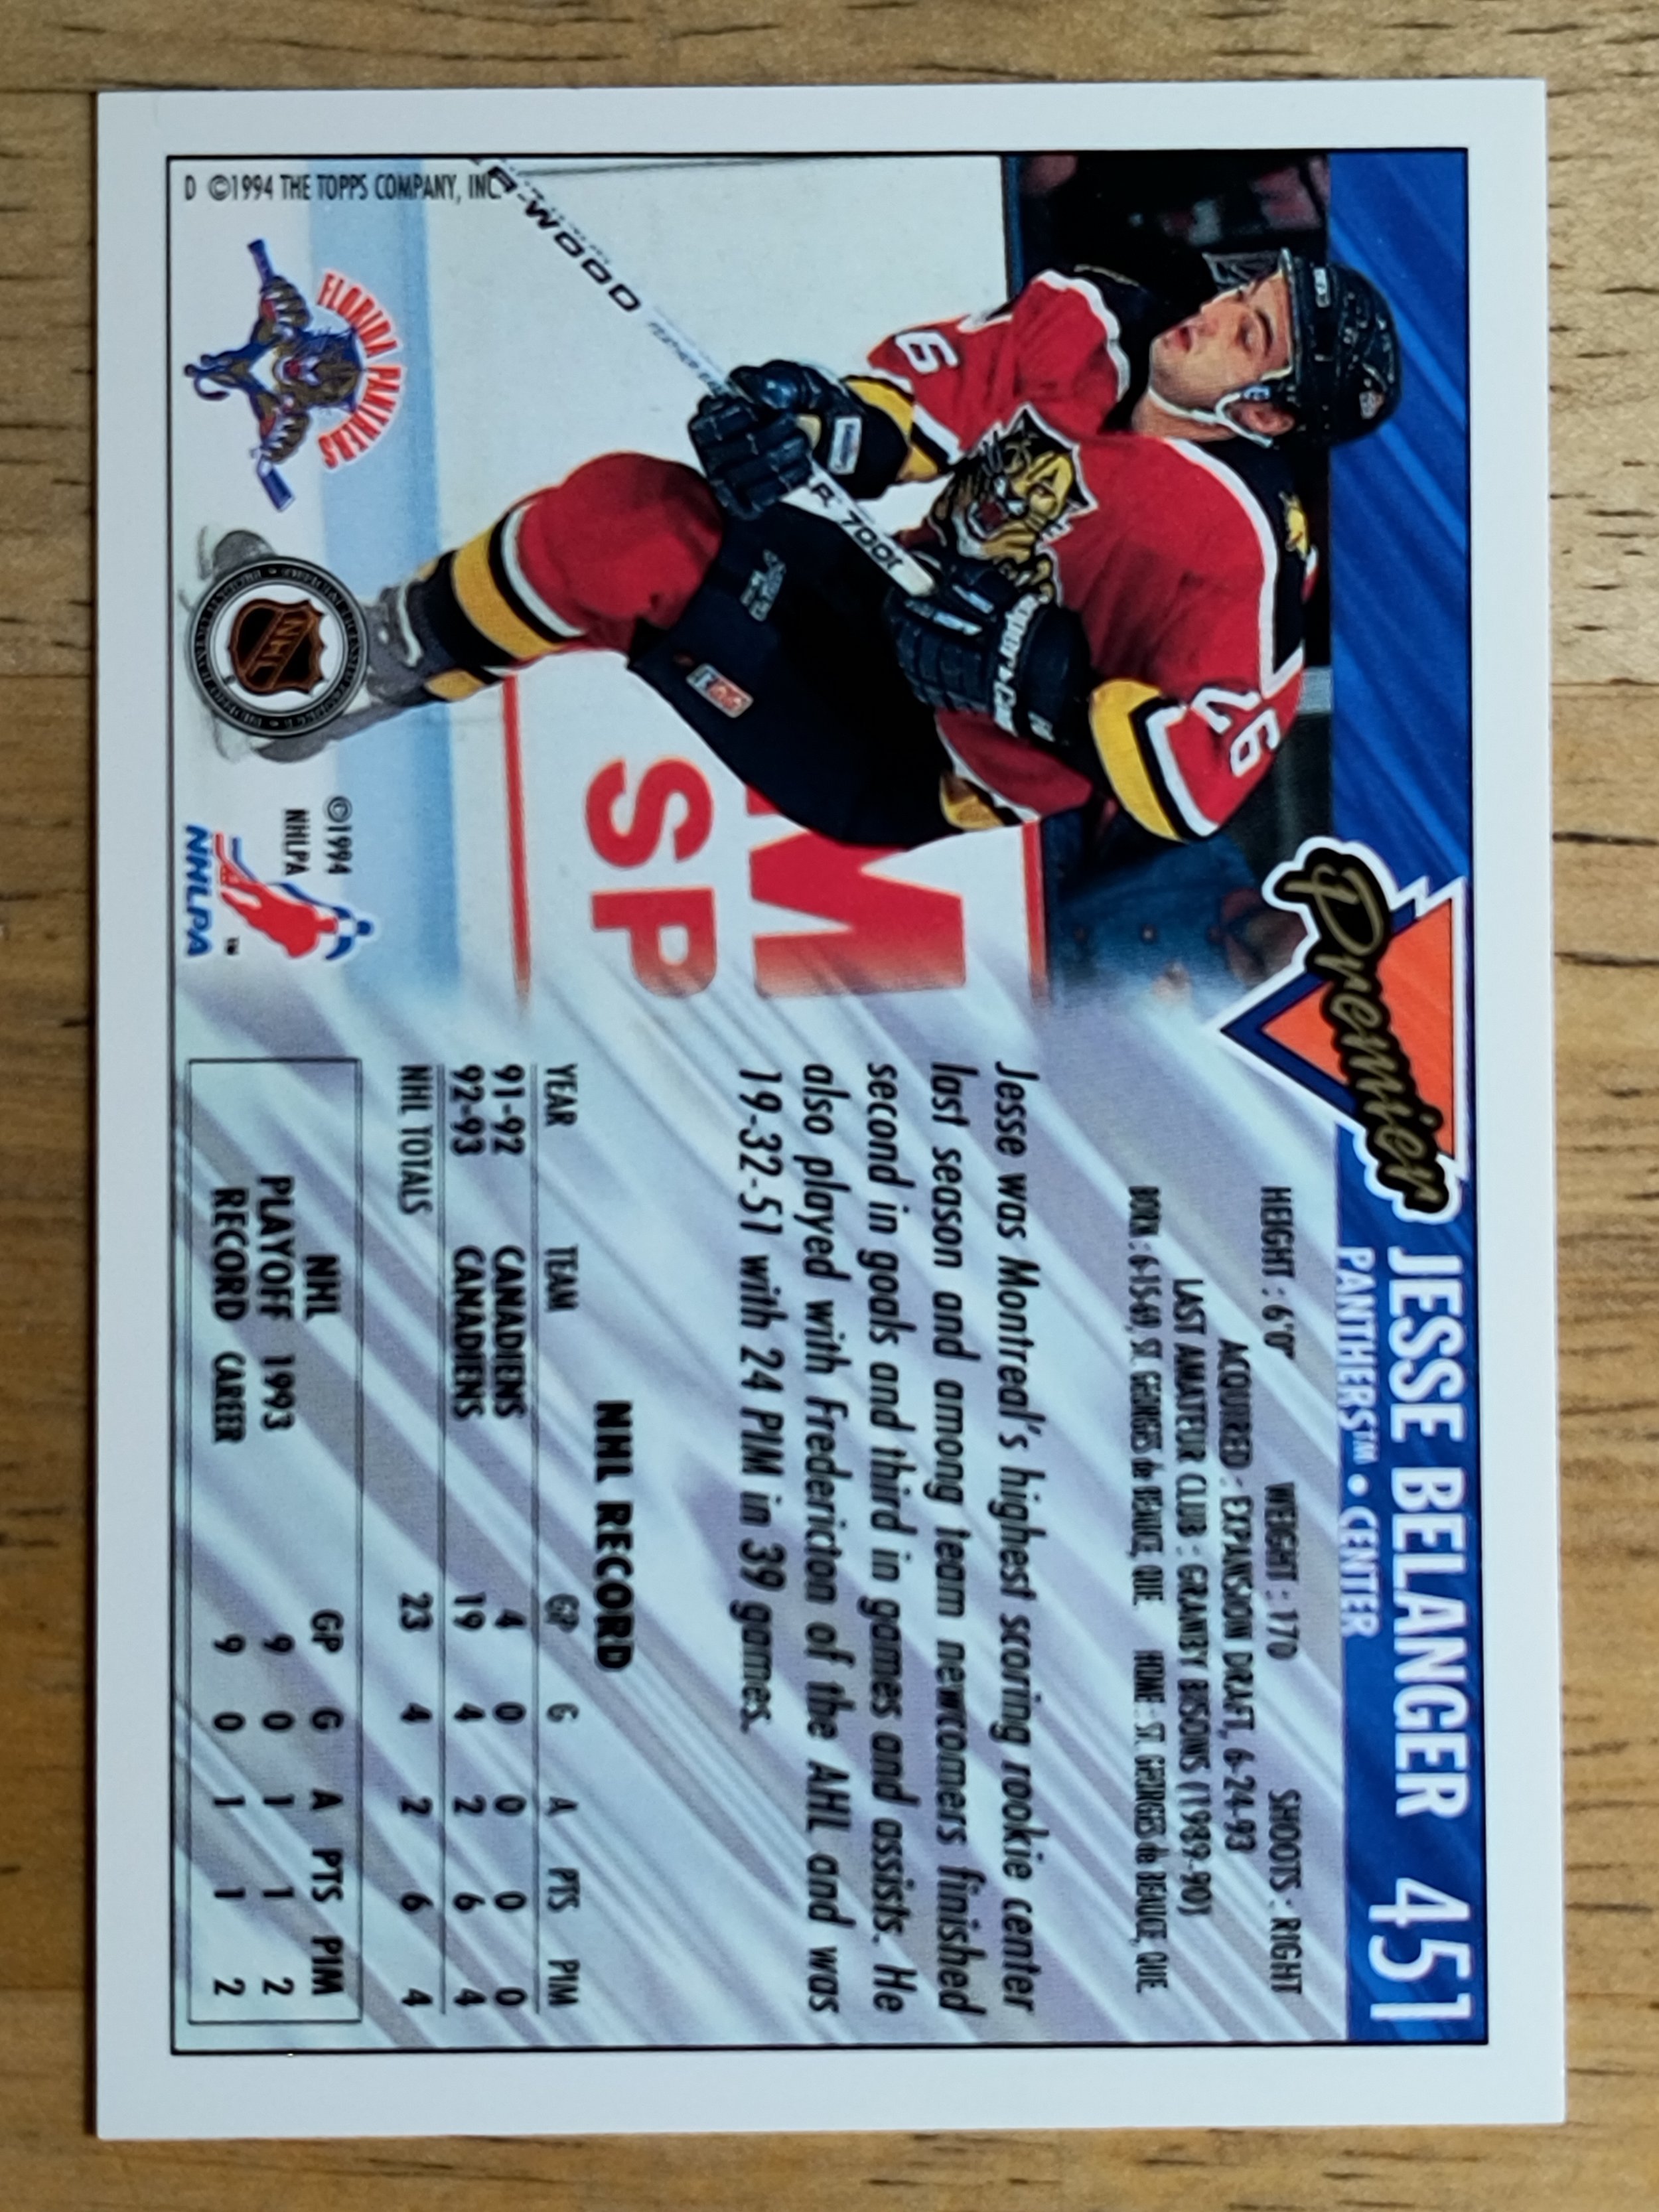 Premier
JESSE BELANGER 451
PANTHERS™ • CENTER
HEIGHT : 6'0" WEIGHT : 170 SHOOTS : RIGHT
ACQUIRED : EXPANSION DRAFT, 6-24-93
LAST AMATEUR CLUB : GRANBY BISONS (1989-90)
BORN : 6-15-69, ST. GEORGES de BEAUCE, QUE. HOME : ST. GEORGES de BEAUCE, QUE.
Jesse was Montreal's highest scoring rookie center
last season and among team newcomers finished
second in goals and third in games and assists. He
also played with Fredericton of the AHL and was
19-32-51 with 24 PIM in 39 games.
NHL RECORD
YEAR TEAM GP G A PTS PIM
91-92 CANADIENS 4 0 0 0 0
92-93 CANADIENS 19 4 2 6 4
NHL TOTALS 23 4 2 6 4
NHL GP G A PTS PIM
PLAYOFF 1993 9 0 1 1 2
RECORD CAREER 9 0 1 1 2
26
26
M
SP
R 7001
WOOD
D ©1994 THE TOPPS COMPANY, INC.
FLORIDA PANTHERS
NHL
©1994
NHLPA
NHLPA™